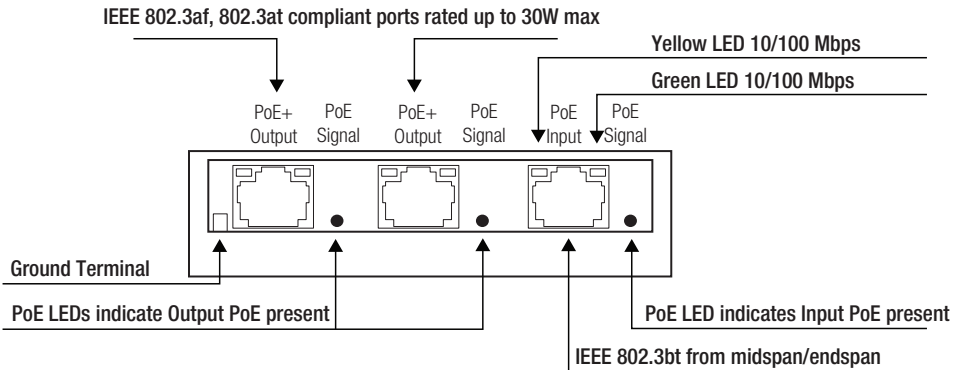 IEEE 802.3af, 802.3at compliant ports rated up to 30W max
Yellow LED 10/100 Mbps
Green LED 10/100 Mbps
PoE+ Output
PoE Signal
PoE+ Output
PoE Signal
PoE Input
PoE Signal
Ground Terminal
PoE LEDs indicate Output PoE present
PoE LED indicates Input PoE present
IEEE 802.3bt from midspan/endspan